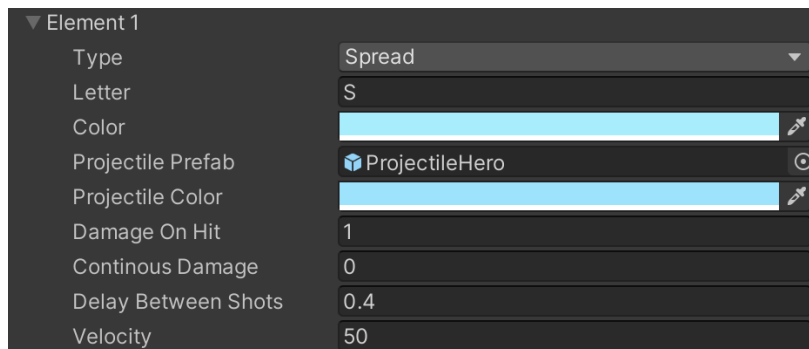 Element 1
Type Spread
Letter S
Color
Projectile Prefab ProjectileHero
Projectile Color
Damage On Hit 1
Continous Damage 0
Delay Between Shots 0.4
Velocity 50